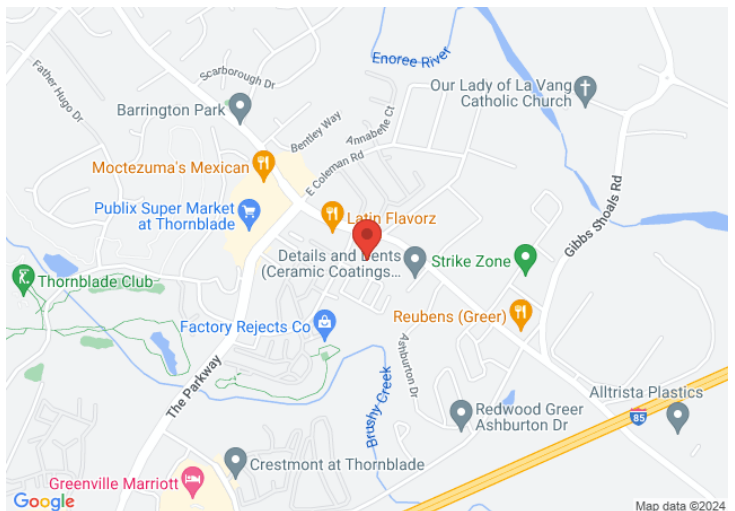 Enoree River
Scarborough Dr
Father Hugo Dr
Our Lady of La Vang
Catholic Church
Barrington Park
Bentley Way
Annabelle Ct
Moctezuma's Mexican
E Coleman Rd
Publix Super Market
at Thornblade
Latin Flavorz
Gibbs Shoals Rd
Details and Dents
(Ceramic Coatings...
Strike Zone
Thornblade Club
Factory Rejects Co
Reubens (Greer)
Ashburton Dr
The Parkway
Brushy Creek
Alltrista Plastics
85
Redwood Greer
Ashburton Dr
Crestmont at Thornblade
Greenville Marriott
Google
Map data ©2024